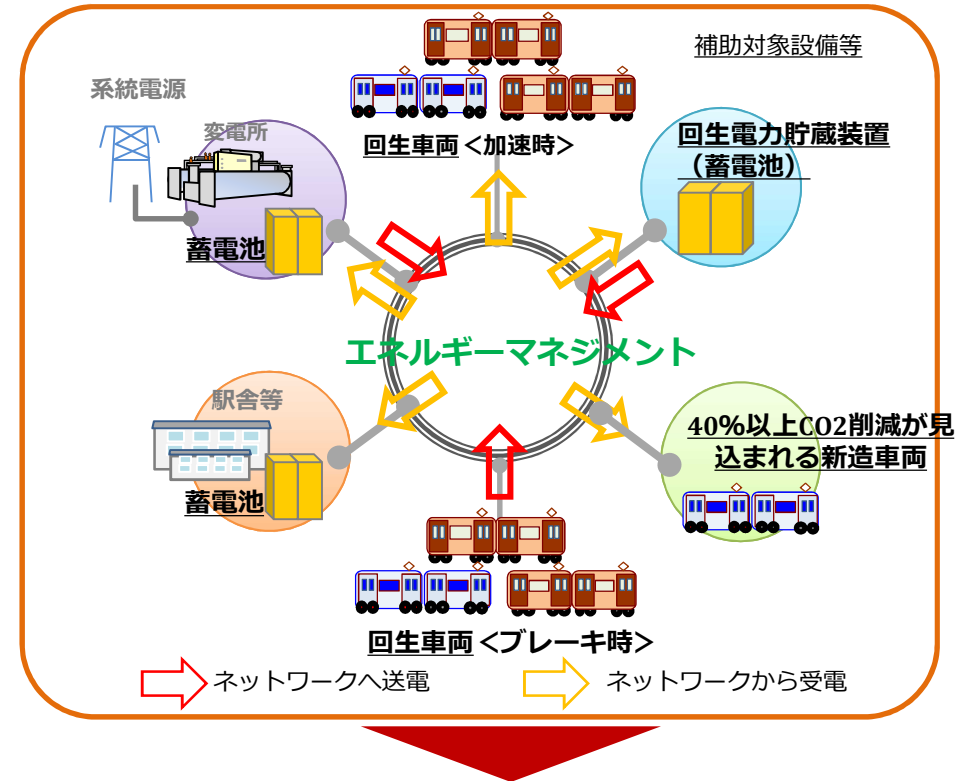 補助対象設備等
系統電源
変電所
蓄電池
回生車両<加速時>
回生電力貯蔵装置
（蓄電池）
エネルギーマネジメント
駅舎等
蓄電池
40%以上CO2削減が見
込まれる新造車両
回生車両<ブレーキ時>
ネットワークへ送電
ネットワークから受電